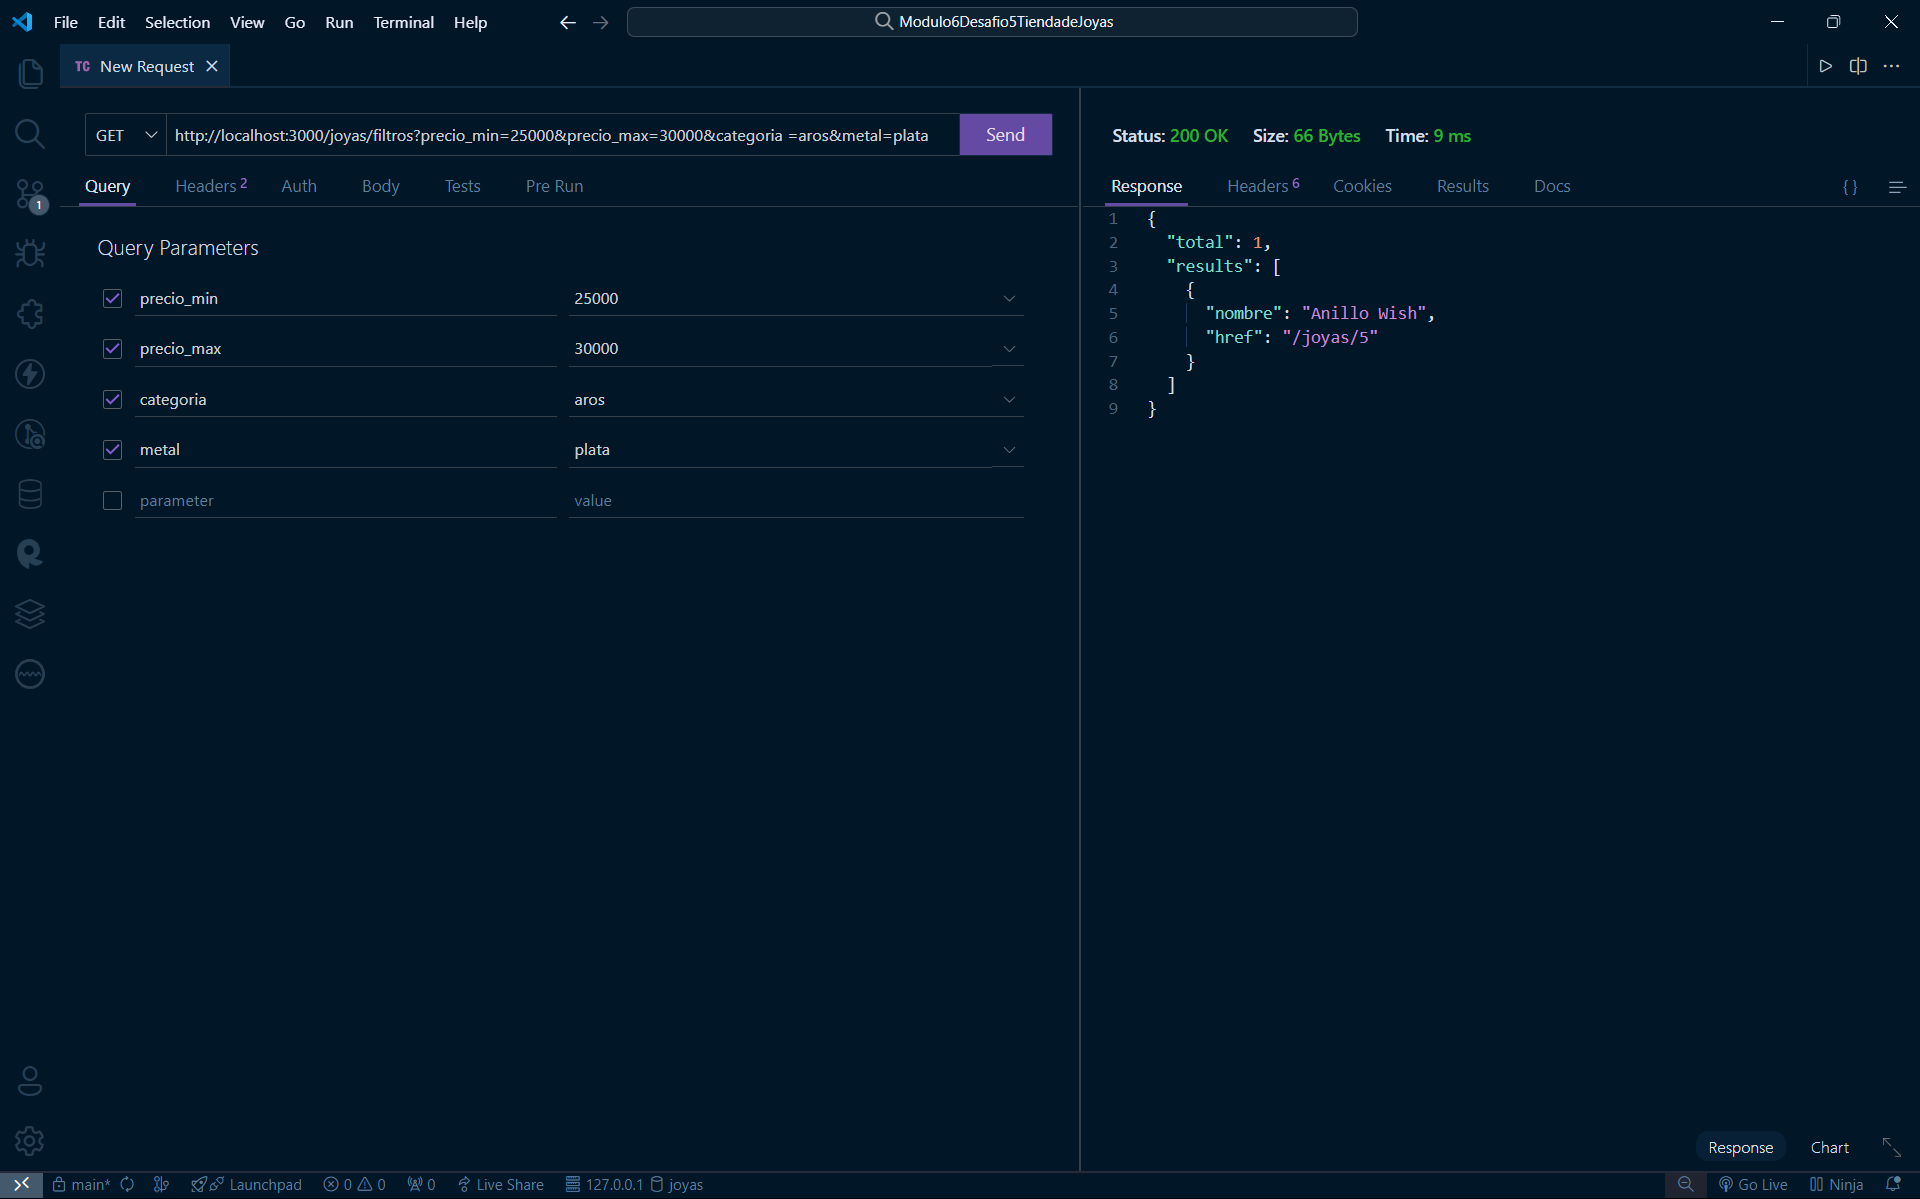 File Edit Selection View Go Run Terminal Help
Modulo6Desafio5TiendadeJoyas
TC New Request
GET http://localhost:3000/joyas/filtros?precio_min=25000&precio_max=30000&categoria =aros&metal=plata Send
Query Headers 2 Auth Body Tests Pre Run
Query Parameters
precio_min 25000
precio_max 30000
categoria aros
metal plata
parameter value
Status: 200 OK Size: 66 Bytes Time: 9 ms
Response Headers 6 Cookies Results Docs { }
1 {
2 "total": 1,
3 "results": [
4 {
5 "nombre": "Anillo Wish",
6 "href": "/joyas/5"
7 }
8 ]
9 }
1
Response Chart
main* Launchpad 0 0 0 Live Share 127.0.0.1 joyas Go Live Ninja